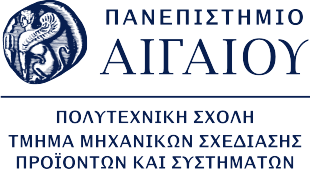 ΠΑΝΕΠΙΣΤΗΜΙΟ
ΑΙΓΑΙΟΥ
ΠΟΛΥΤΕΧΝΙΚΗ ΣΧΟΛΗ
ΤΜΗΜΑ ΜΗΧΑΝΙΚΩΝ ΣΧΕΔΙΑΣΗΣ
ΠΡΟΪΟΝΤΩΝ ΚΑΙ ΣΥΣΤΗΜΑΤΩΝ